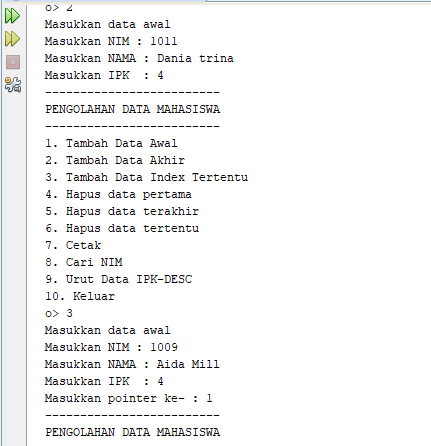 o> 2
Masukkan data awal
Masukkan NIM : 1011
Masukkan NAMA : Dania trina
Masukkan IPK  : 4
-------------------------
PENGOLAHAN DATA MAHASISWA
-------------------------
1. Tambah Data Awal
2. Tambah Data Akhir
3. Tambah Data Index Tertentu
4. Hapus data pertama
5. Hapus data terakhir
6. Hapus data tertentu
7. Cetak
8. Cari NIM
9. Urut Data IPK-DESC
10. Keluar
o> 3
Masukkan data awal
Masukkan NIM : 1009
Masukkan NAMA : Aida Mill
Masukkan IPK  : 4
Masukkan pointer ke- : 1
-------------------------
PENGOLAHAN DATA MAHASISWA